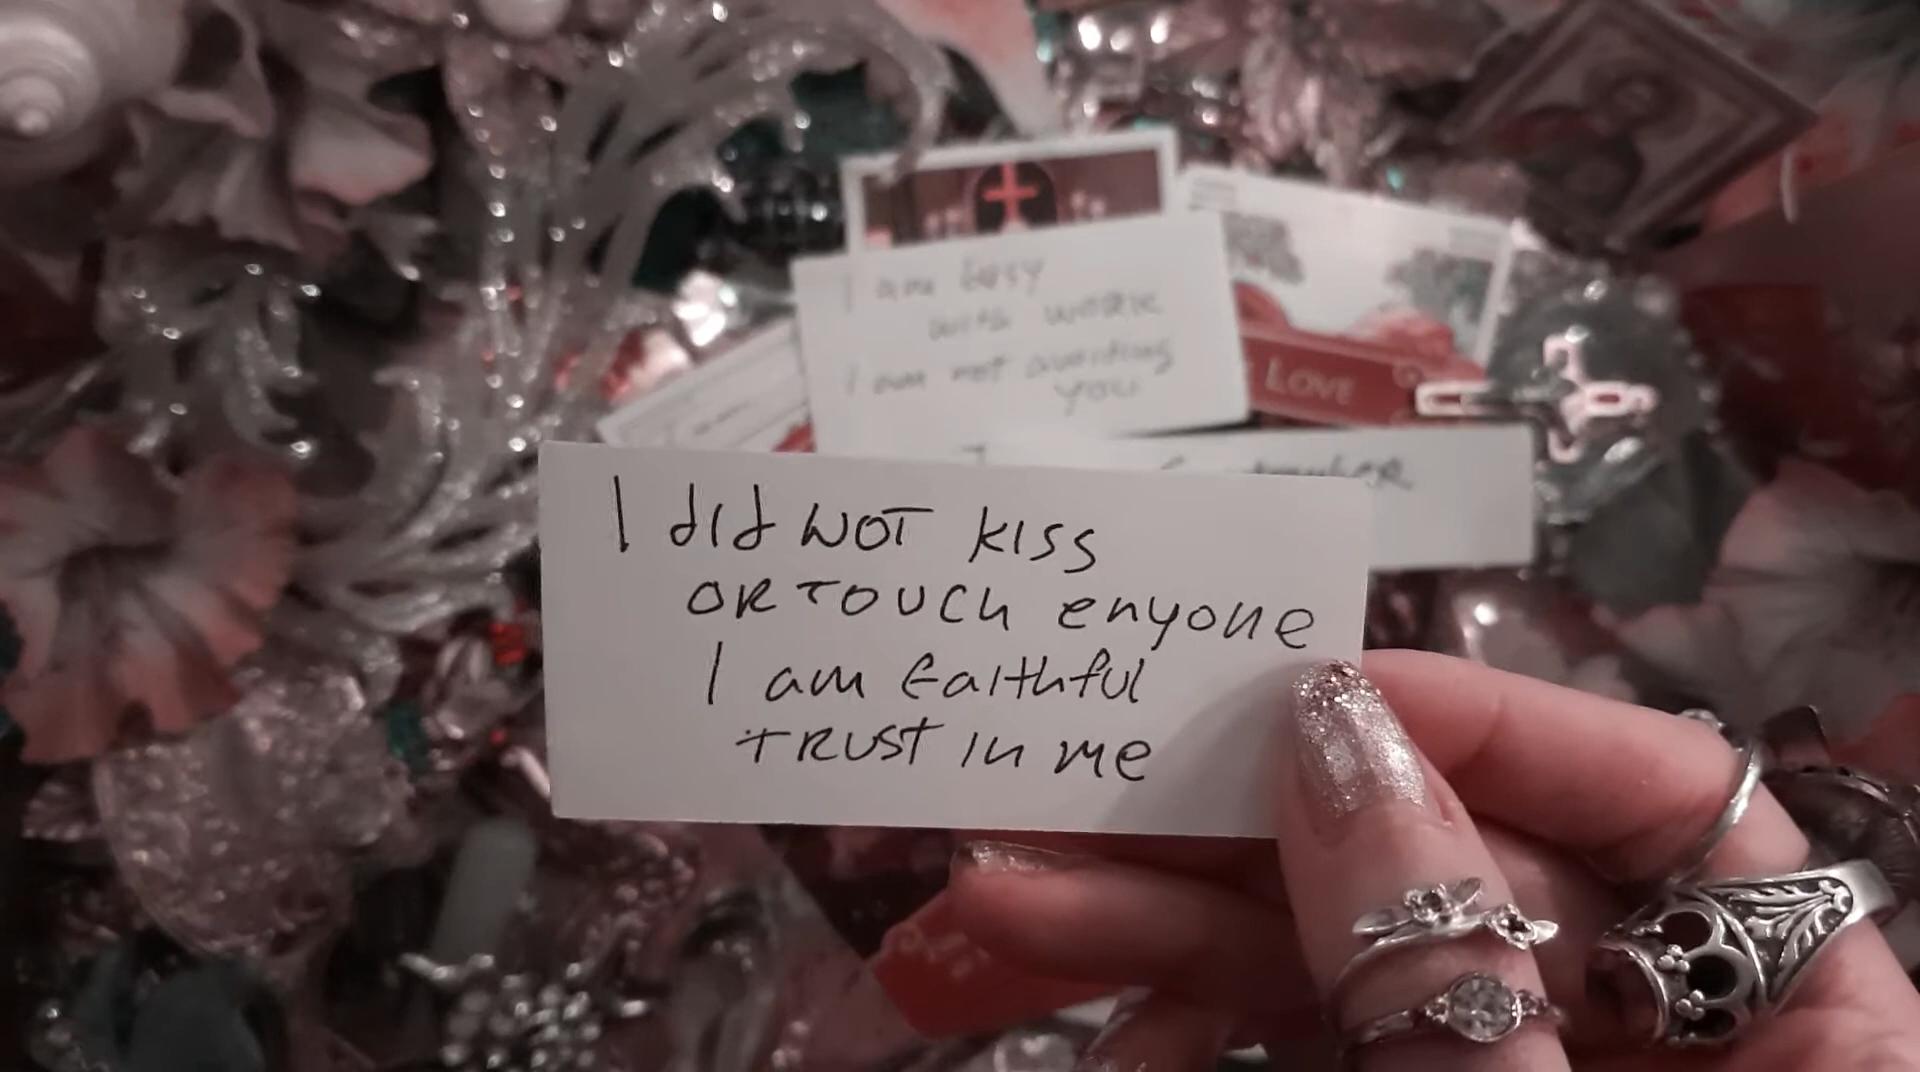 I am busy
with work
I am not avoiding
you
LOVE
I did NOT kiss
OR TOUCH enyone
I am faithful
TRUST in me